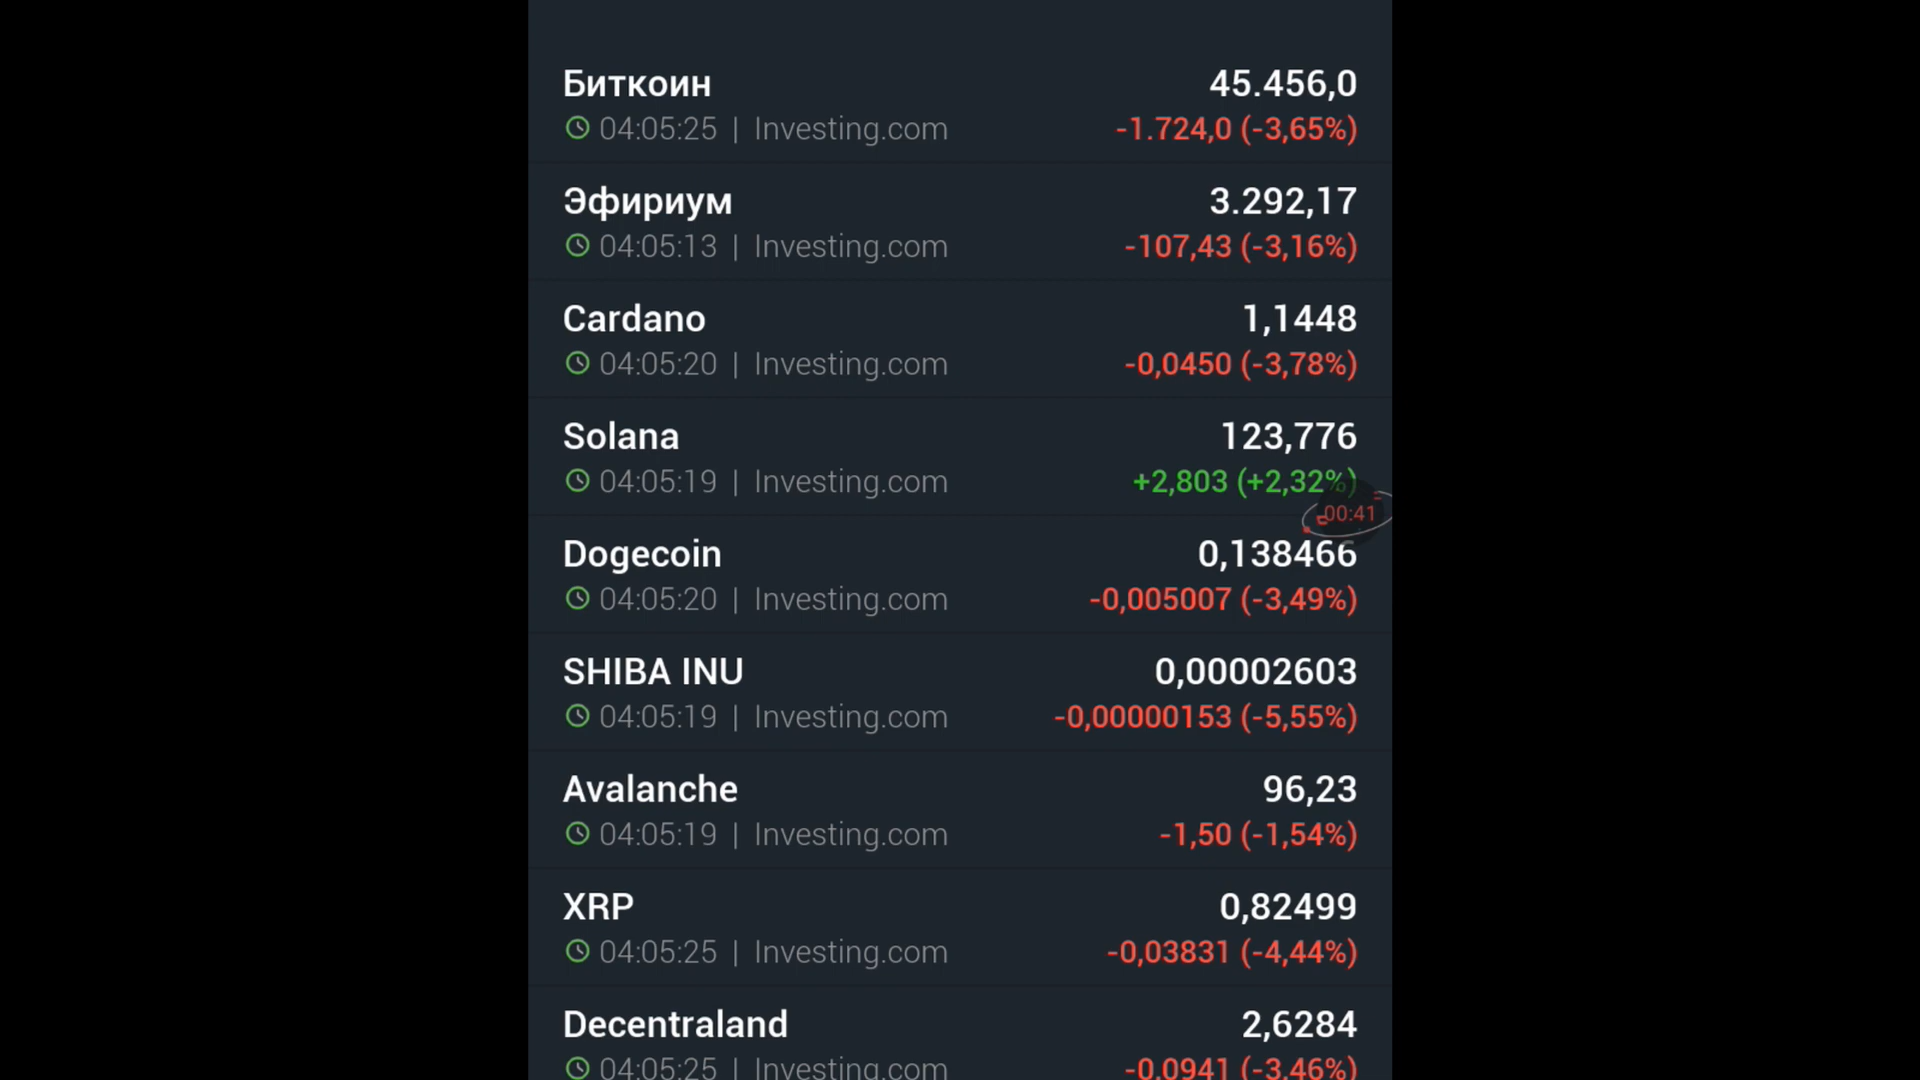 Биткоин 45.456,0
04:05:25 | Investing.com -1.724,0 (-3,65%)
Эфириум 3.292,17
04:05:13 | Investing.com -107,43 (-3,16%)
Cardano 1,1448
04:05:20 | Investing.com -0,0450 (-3,78%)
Solana 123,776
04:05:19 | Investing.com +2,803 (+2,32%)
00:41
Dogecoin 0,138466
04:05:20 | Investing.com -0,005007 (-3,49%)
SHIBA INU 0,00002603
04:05:19 | Investing.com -0,00000153 (-5,55%)
Avalanche 96,23
04:05:19 | Investing.com -1,50 (-1,54%)
XRP 0,82499
04:05:25 | Investing.com -0,03831 (-4,44%)
Decentraland 2,6284
04:05:25 | Investing.com -0,0941 (-3,46%)